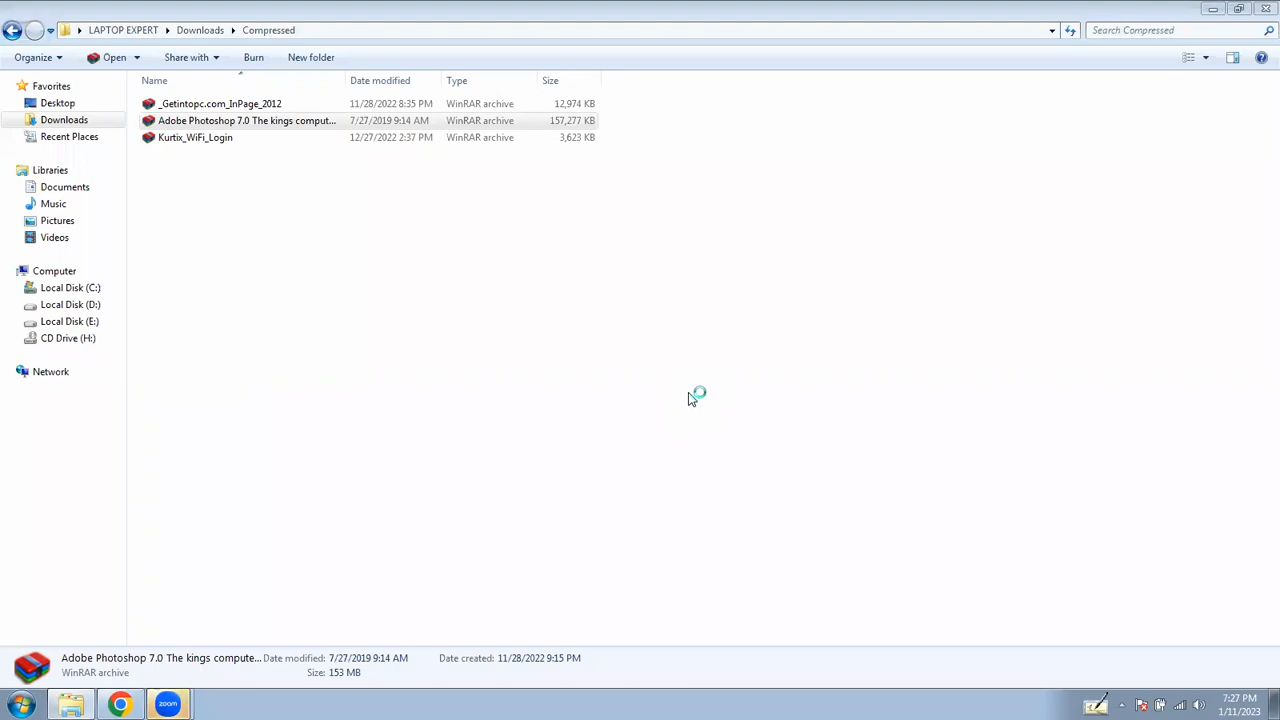 LAPTOP EXPERT Downloads Compressed Search Compressed
Organize Open Share with Burn New folder
Name Date modified Type Size
Favorites
Desktop
Downloads
Recent Places
Libraries
Documents
Music
Pictures
Videos
Computer
Local Disk (C:)
Local Disk (D:)
Local Disk (E:)
CD Drive (H:)
Network
_Getintopc.com_InPage_2012 11/28/2022 8:35 PM WinRAR archive 12,974 KB
Adobe Photoshop 7.0 The kings comput... 7/27/2019 9:14 AM WinRAR archive 157,277 KB
Kurtix_WiFi_Login 12/27/2022 2:37 PM WinRAR archive 3,623 KB
Adobe Photoshop 7.0 The kings compute... Date modified: 7/27/2019 9:14 AM Date created: 11/28/2022 9:15 PM
WinRAR archive Size: 153 MB
zoom
7:27 PM
1/11/2023